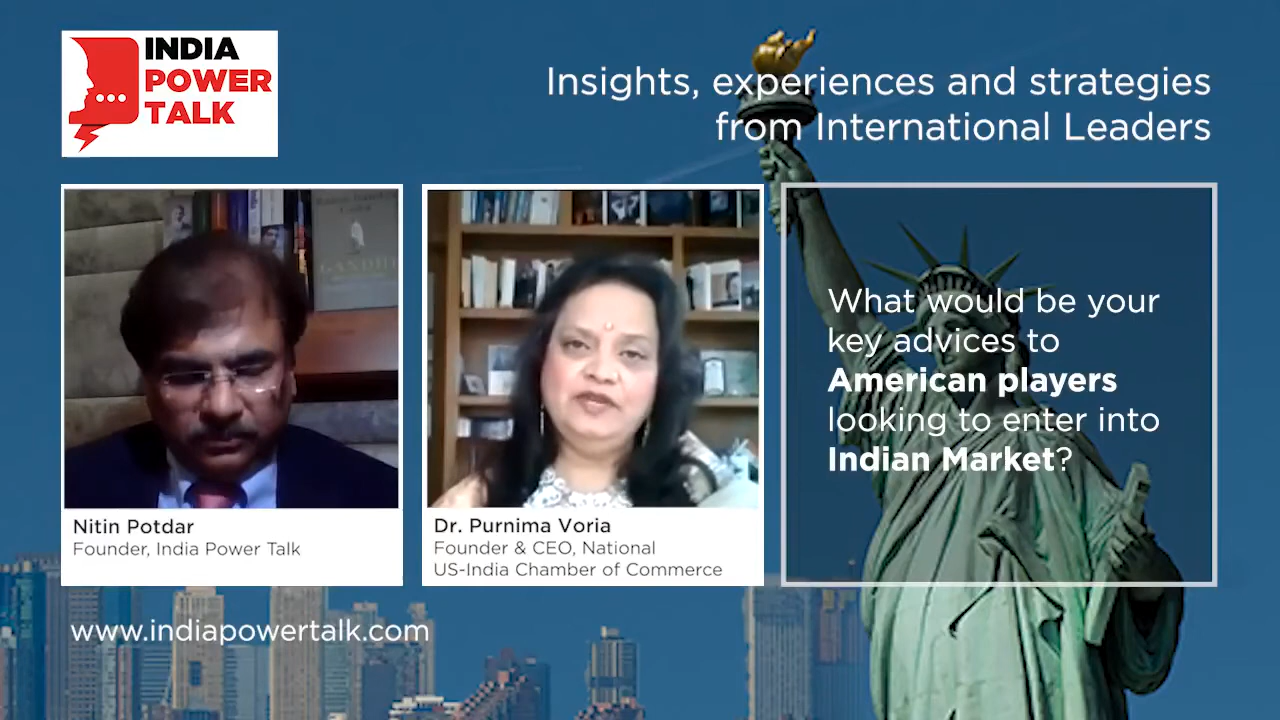 INDIA
POWER
TALK
Insights, experiences and strategies
from International Leaders
GANDHI
What would be your
key advices to
American players
looking to enter into
Indian Market?
Nitin Potdar
Founder, India Power Talk
Dr. Purnima Voria
Founder & CEO, National
US-India Chamber of Commerce
www.indiapowertalk.com